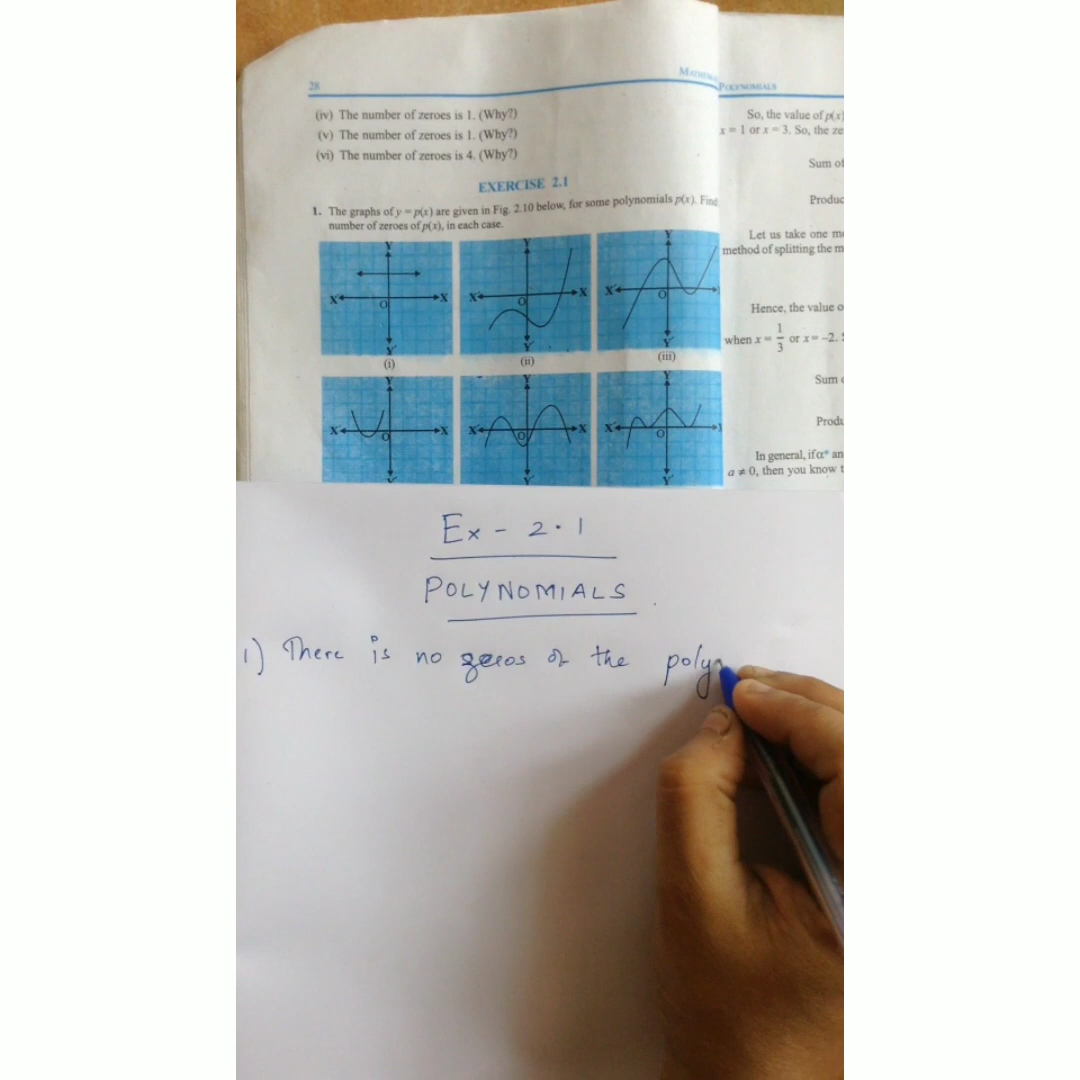 28
POLYNOMIALS
(iv) The number of zeroes is 1. (Why?)
(v) The number of zeroes is 1. (Why?)
(vi) The number of zeroes is 4. (Why?)
EXERCISE 2.1
1. The graphs of y = p(x) are given in Fig. 2.10 below, for some polynomials p(x). Find
number of zeroes of p(x), in each case.
Y Y Y
X' O X X' O X X' O
Y' Y' Y'
(i) (ii) (iii)
Y Y Y
X' O X X' O X X' O
Y' Y' Y'
So, the value of p(x)
x = 1 or x = 3. So, the
Sum
Let us take one
method of splitting the
Hence, the value
when x = 1/3 or x = –2.
Sum
In general, if α* an
a ≠ 0, then you know
Ex - 2.1
POLYNOMIALS
1) There is no zeros of the poly